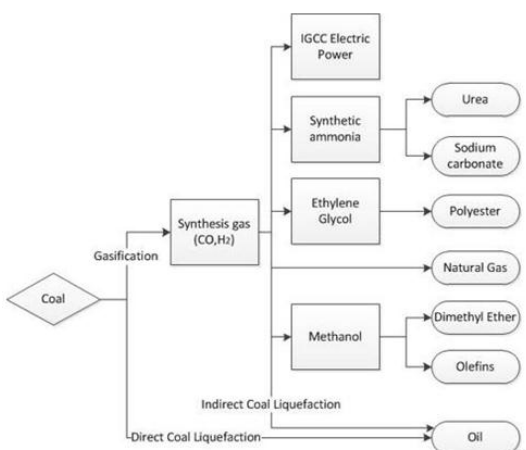 IGCC Electric
Power
Synthetic
ammonia
Urea
Sodium
carbonate
Synthesis gas
(CO,H₂)
Ethylene
Glycol
Polyester
Gasification
Natural Gas
Coal
Methanol
Dimethyl Ether
Olefins
Indirect Coal Liquefaction
Direct Coal Liquefaction
Oil